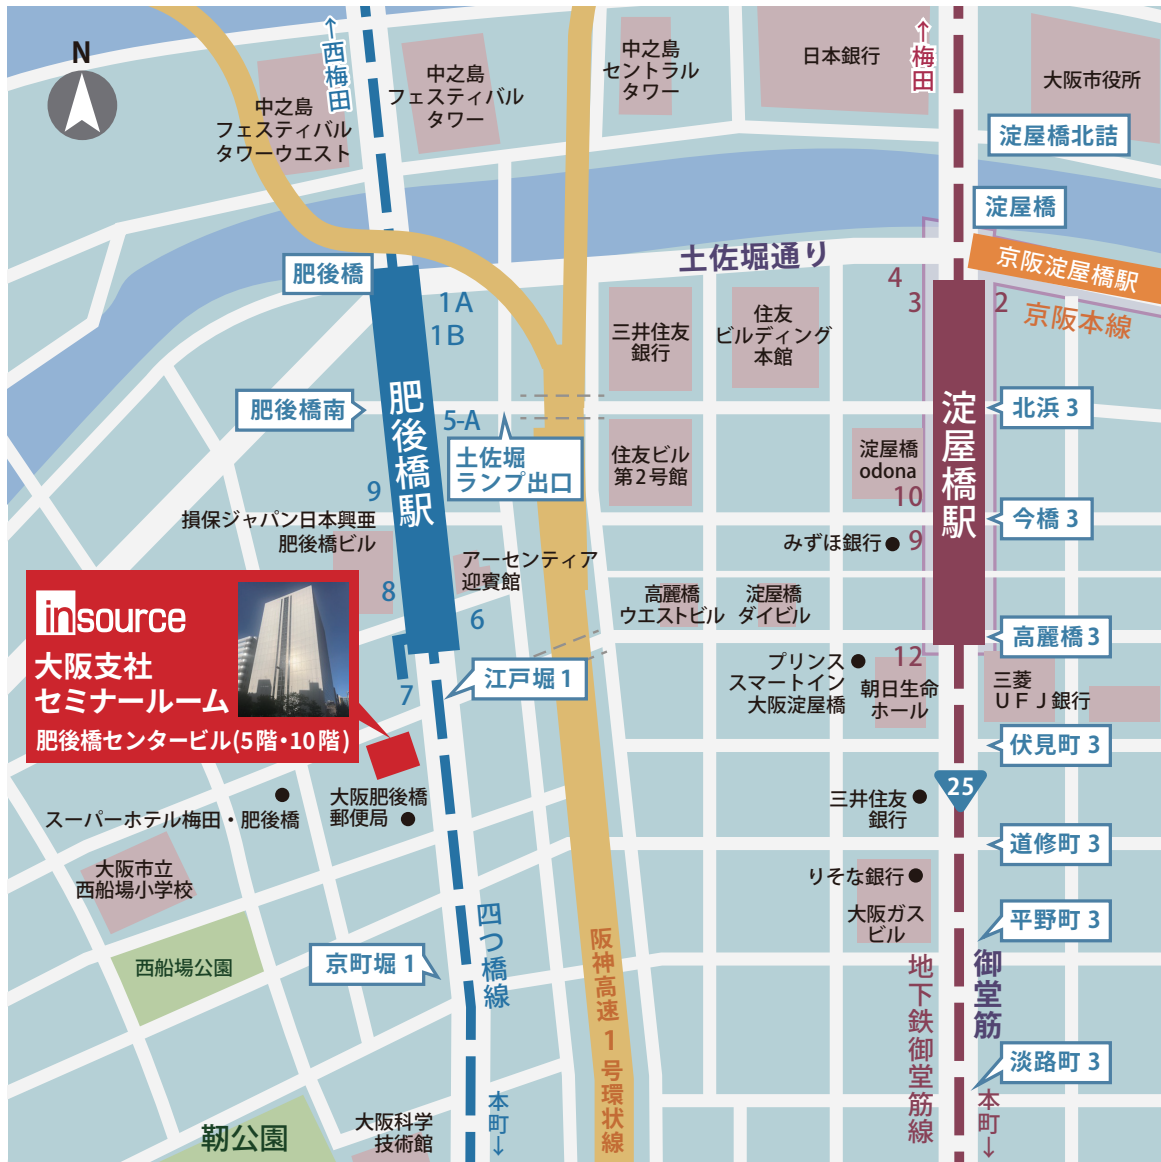 N
↑西梅田
中之島
フェスティバル
タワーウエスト
中之島
フェスティバル
タワー
中之島
セントラル
タワー
日本銀行
↑梅田
大阪市役所
淀屋橋北詰
淀屋橋
京阪淀屋橋駅
京阪本線
土佐堀通り
肥後橋
1A
1B
4
3
2
三井住友
銀行
住友
ビルディング
本館
肥後橋南
肥後橋駅
5-A
土佐堀
ランプ出口
住友ビル
第2号館
淀屋橋
odona
10
淀屋橋駅
北浜 3
今橋 3
9
損保ジャパン日本興亜
肥後橋ビル
アーセンティア
迎賓館
みずほ銀行
9
8
6
高麗橋
ウエストビル
淀屋橋
ダイビル
高麗橋 3
insource
大阪支社
セミナールーム
肥後橋センタービル(5階・10階)
7
江戸堀 1
プリンス
スマートイン
大阪淀屋橋
12
朝日生命
ホール
三菱
UFJ銀行
伏見町 3
25
スーパーホテル梅田・肥後橋
大阪肥後橋
郵便局
三井住友
銀行
道修町 3
大阪市立
西船場小学校
りそな銀行
大阪ガス
ビル
平野町 3
西船場公園
京町堀 1
四つ橋線
阪神高速1号環状線
地下鉄御堂筋線
御堂筋
淡路町 3
靭公園
大阪科学
技術館
本町↓
本町↓